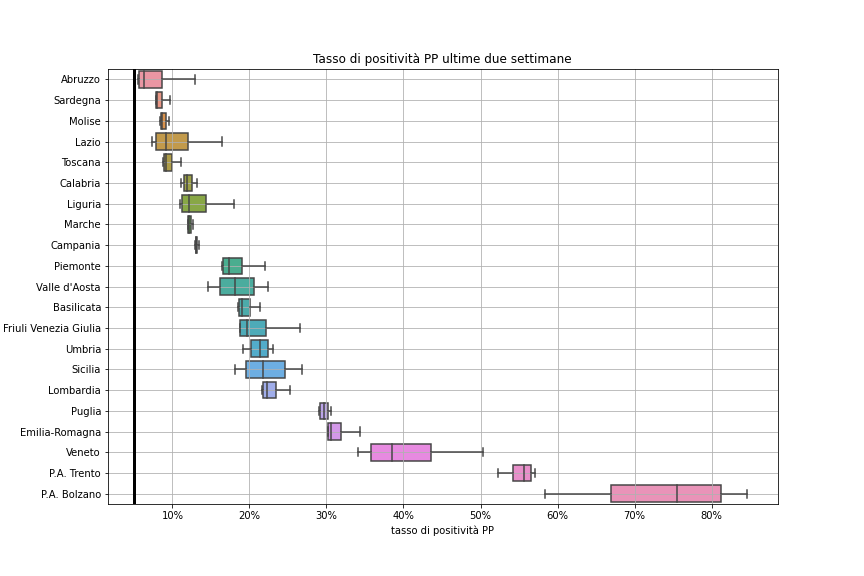 Tasso di positività PP ultime due settimane
Abruzzo
Sardegna
Molise
Lazio
Toscana
Calabria
Liguria
Marche
Campania
Piemonte
Valle d'Aosta
Basilicata
Friuli Venezia Giulia
Umbria
Sicilia
Lombardia
Puglia
Emilia-Romagna
Veneto
P.A. Trento
P.A. Bolzano
10% 20% 30% 40% 50% 60% 70% 80%
tasso di positività PP